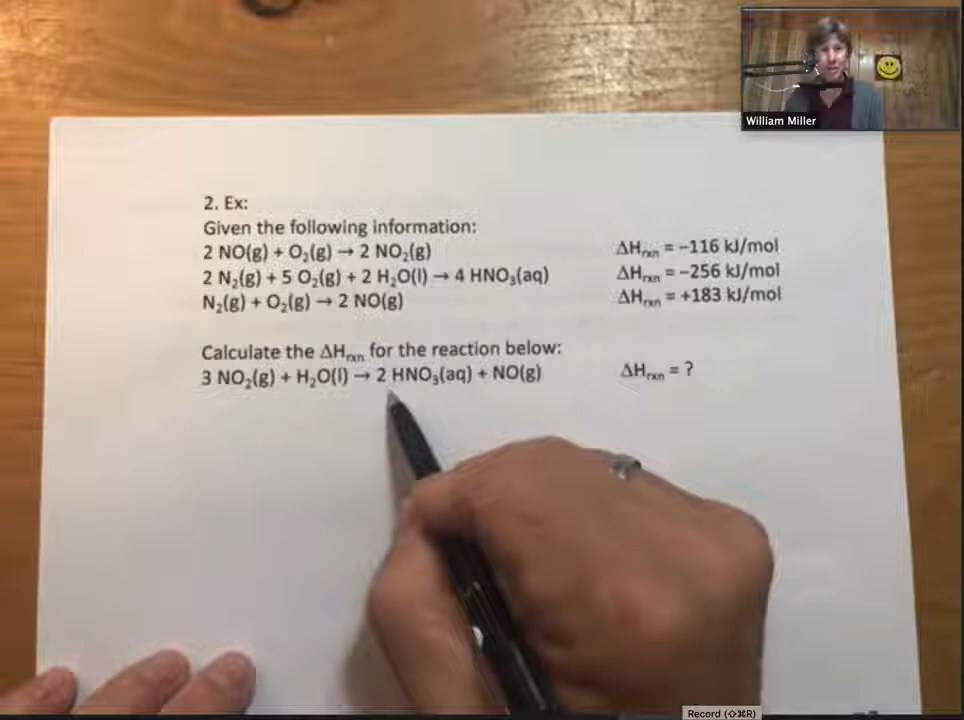 William Miller
2. Ex:
Given the following information:
2 NO(g) + O₂(g) → 2 NO₂(g) ΔHᵣₓₙ = −116 kJ/mol
2 N₂(g) + 5 O₂(g) + 2 H₂O(l) → 4 HNO₃(aq) ΔHᵣₓₙ = −256 kJ/mol
N₂(g) + O₂(g) → 2 NO(g) ΔHᵣₓₙ = +183 kJ/mol
Calculate the ΔHᵣₓₙ for the reaction below:
3 NO₂(g) + H₂O(l) → 2 HNO₃(aq) + NO(g) ΔHᵣₓₙ = ?
Record (⇧⌘R)